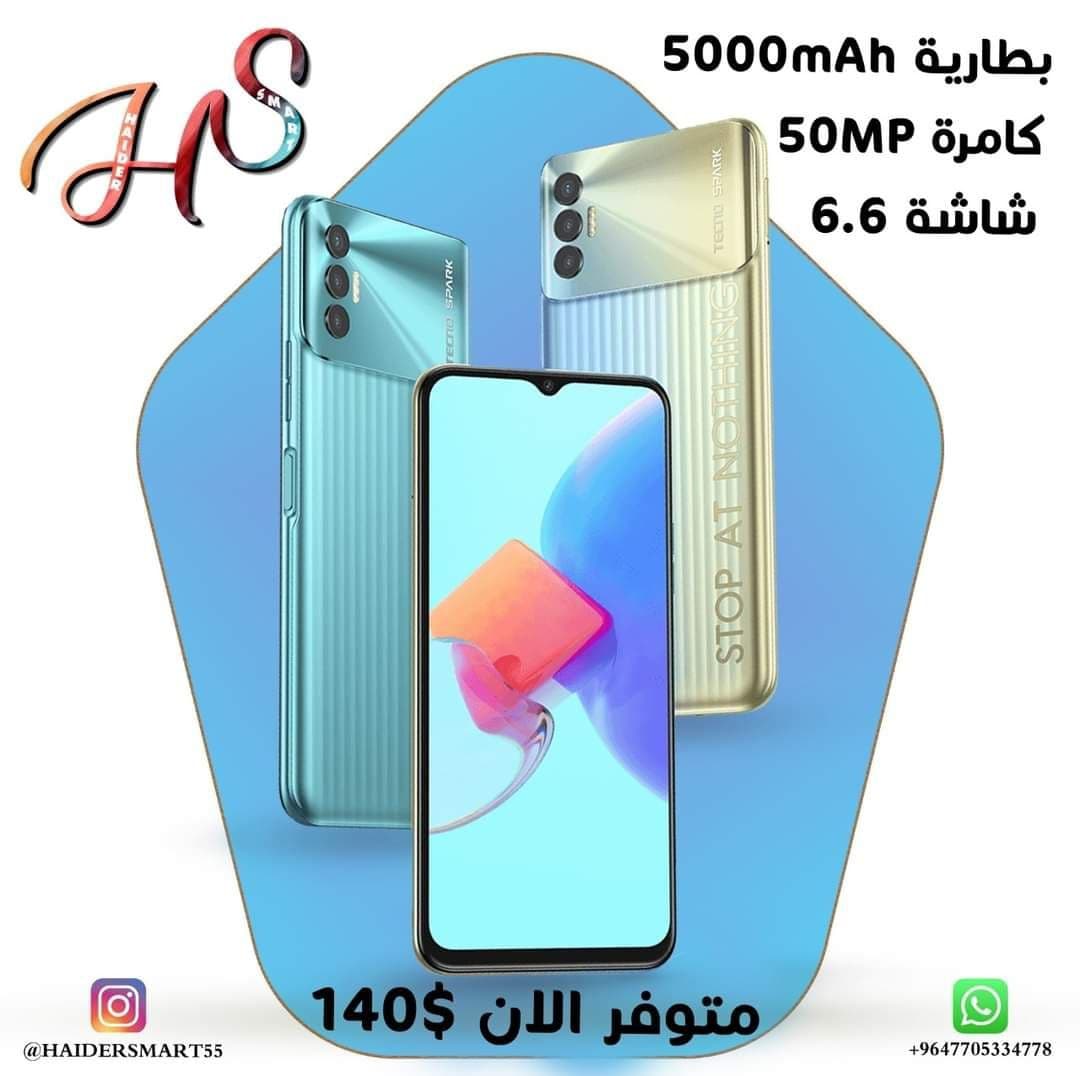 HS
HAIDER
SMART
بطارية 5000mAh
كامرة 50MP
شاشة 6.6
TECNO SPARK
TECNO SPARK
STOP AT NOTHING
متوفر الان $140
@HAIDERSMART55
+9647705334778